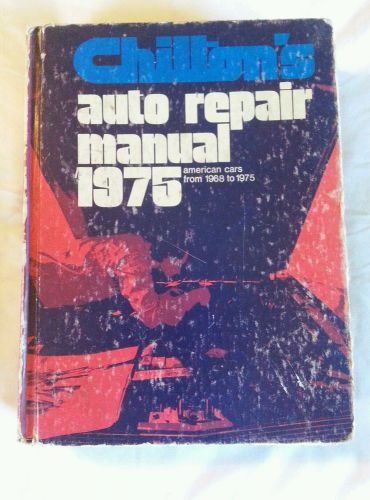 Chilton's
auto repair
manual
1975
american cars
from 1968 to 1975